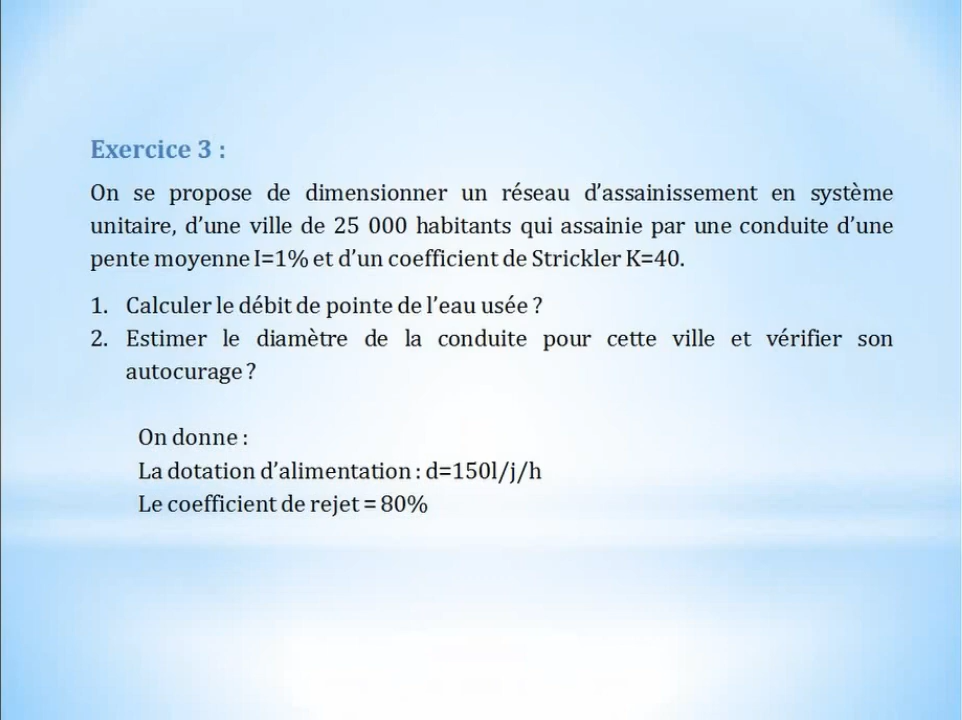 Exercice 3 :
On se propose de dimensionner un réseau d’assainissement en système
unitaire, d’une ville de 25 000 habitants qui assainie par une conduite d’une
pente moyenne I=1% et d’un coefficient de Strickler K=40.
1. Calculer le débit de pointe de l’eau usée ?
2. Estimer le diamètre de la conduite pour cette ville et vérifier son
autocurage ?
On donne :
La dotation d’alimentation : d=150l/j/h
Le coefficient de rejet = 80%